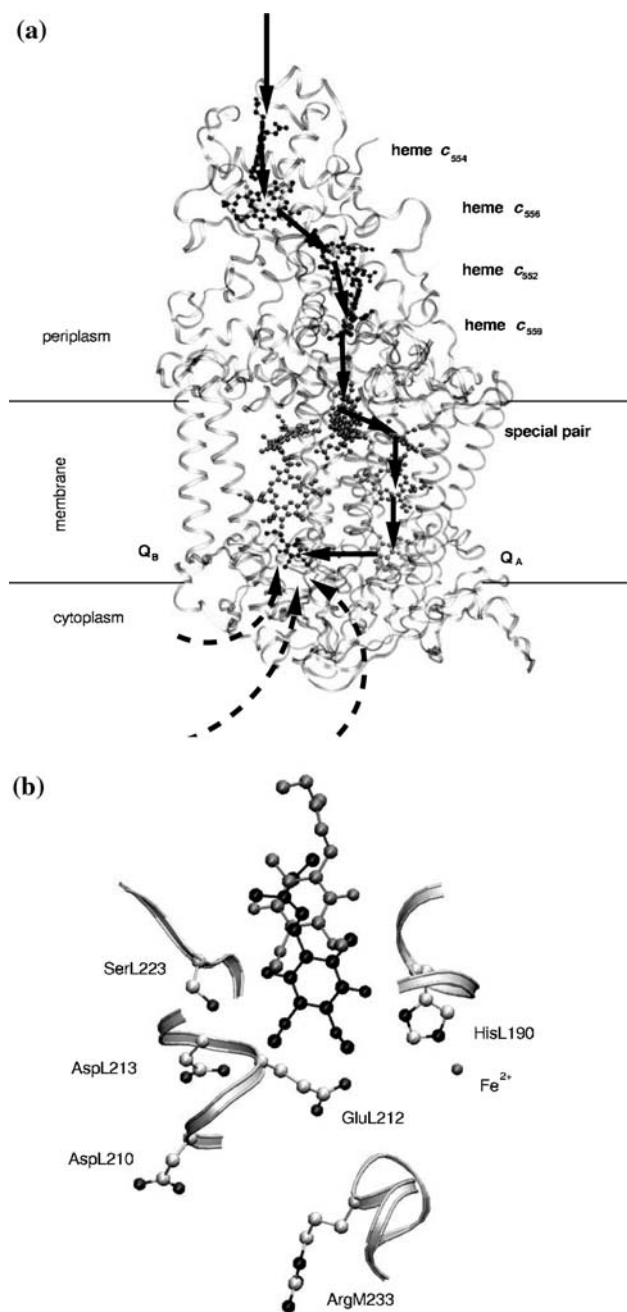 (a)
heme c554
heme c556
heme c552
heme c559
periplasm
special pair
membrane
QB
QA
cytoplasm
(b)
SerL223
HisL190
AspL213
Fe2+
GluL212
AspL210
ArgM233